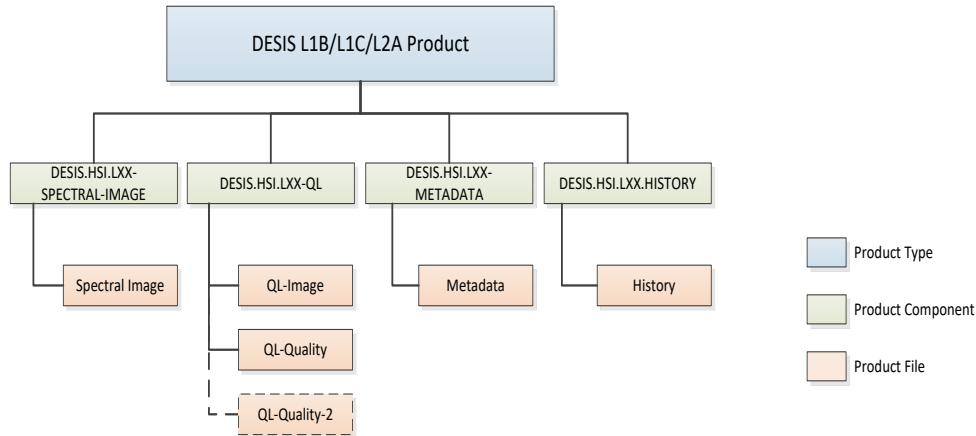 DESIS L1B/L1C/L2A Product
DESIS.HSI.LXX-
SPECTRAL-IMAGE
DESIS.HSI.LXX-QL
DESIS.HSI.LXX-
METADATA
DESIS.HSI.LXX.HISTORY
Spectral Image
QL-Image
Metadata
History
QL-Quality
QL-Quality-2
Product Type
Product Component
Product File